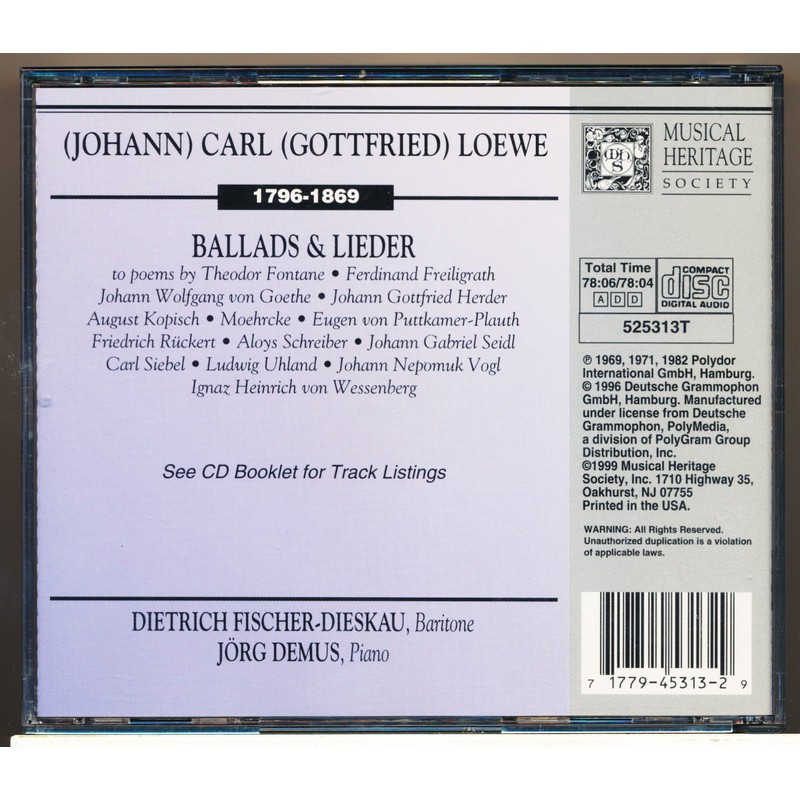 (JOHANN) CARL (GOTTFRIED) LOEWE
1796-1869
BALLADS & LIEDER
to poems by Theodor Fontane • Ferdinand Freiligrath
Johann Wolfgang von Goethe • Johann Gottfried Herder
August Kopisch • Moehrcke • Eugen von Puttkamer-Plauth
Friedrich Rückert • Aloys Schreiber • Johann Gabriel Seidl
Carl Siebel • Ludwig Uhland • Johann Nepomuk Vogl
Ignaz Heinrich von Wessenberg
See CD Booklet for Track Listings
DIETRICH FISCHER-DIESKAU, Baritone
JÖRG DEMUS, Piano
MHS
MUSICAL
HERITAGE
SOCIETY
Total Time
78:06/78:04
A D D
COMPACT
disc
DIGITAL AUDIO
525313T
℗ 1969, 1971, 1982 Polydor
International GmbH, Hamburg.
© 1996 Deutsche Grammophon
GmbH, Hamburg. Manufactured
under license from Deutsche
Grammophon, PolyMedia,
a division of PolyGram Group
Distribution, Inc.
©1999 Musical Heritage
Society, Inc. 1710 Highway 35,
Oakhurst, NJ 07755
Printed in the USA.
WARNING: All Rights Reserved.
Unauthorized duplication is a violation
of applicable laws.
7 1779-45313-2 9